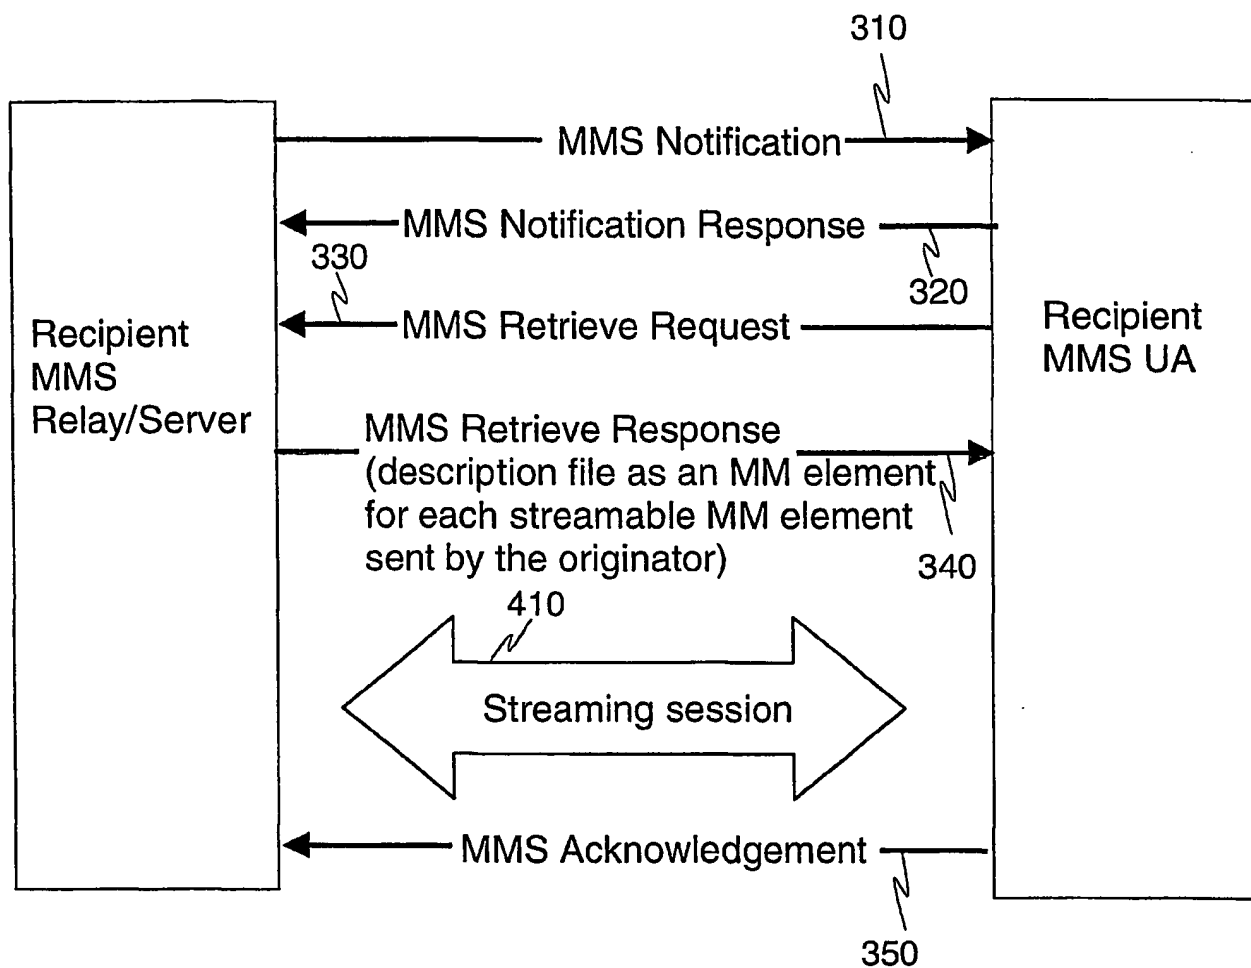 310
MMS Notification
MMS Notification Response
330
320
MMS Retrieve Request
Recipient
MMS
Relay/Server
Recipient
MMS UA
MMS Retrieve Response
(description file as an MM element
for each streamable MM element
sent by the originator)
340
410
Streaming session
MMS Acknowledgement
350